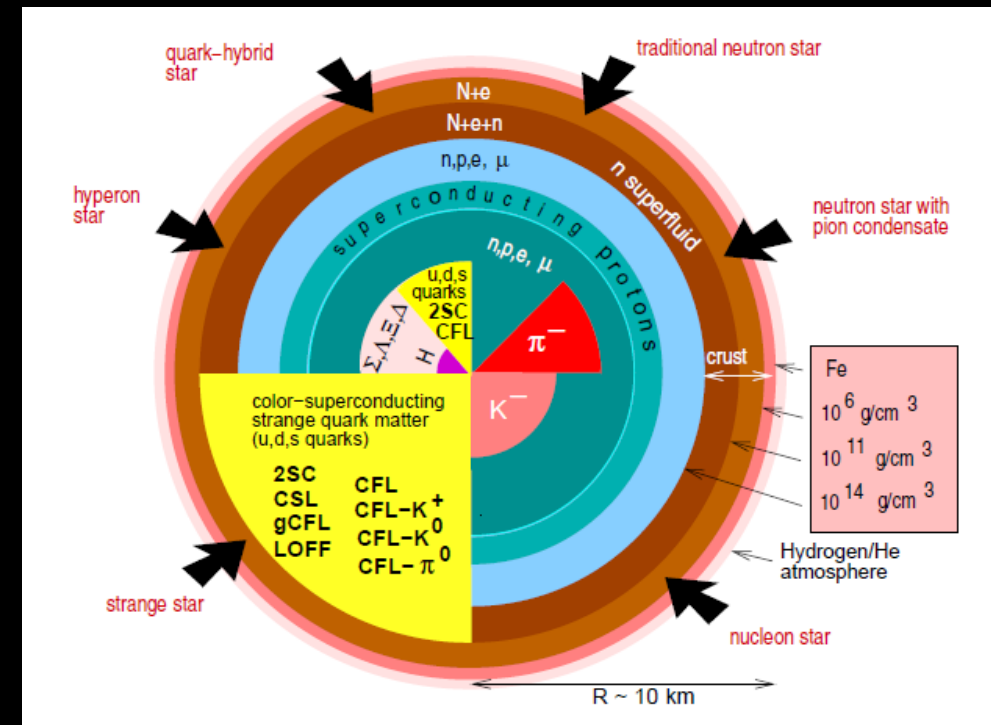 quark−hybrid
star
traditional neutron star
N+e
N+e+n
n,p,e, μ
n superfluid
superconducting protons
hyperon
star
neutron star with
pion condensate
n,p,e, μ
u,d,s
quarks
2SC
CFL
Σ,Λ,Ξ,Δ
H
π⁻
K⁻
crust
Fe
10⁶ g/cm³
10¹¹ g/cm³
10¹⁴ g/cm³
Hydrogen/He
atmosphere
color−superconducting
strange quark matter
(u,d,s quarks)
2SC
CSL
gCFL
LOFF
CFL
CFL−K⁺
CFL−K⁰
CFL−π⁰
strange star
nucleon star
R ~ 10 km